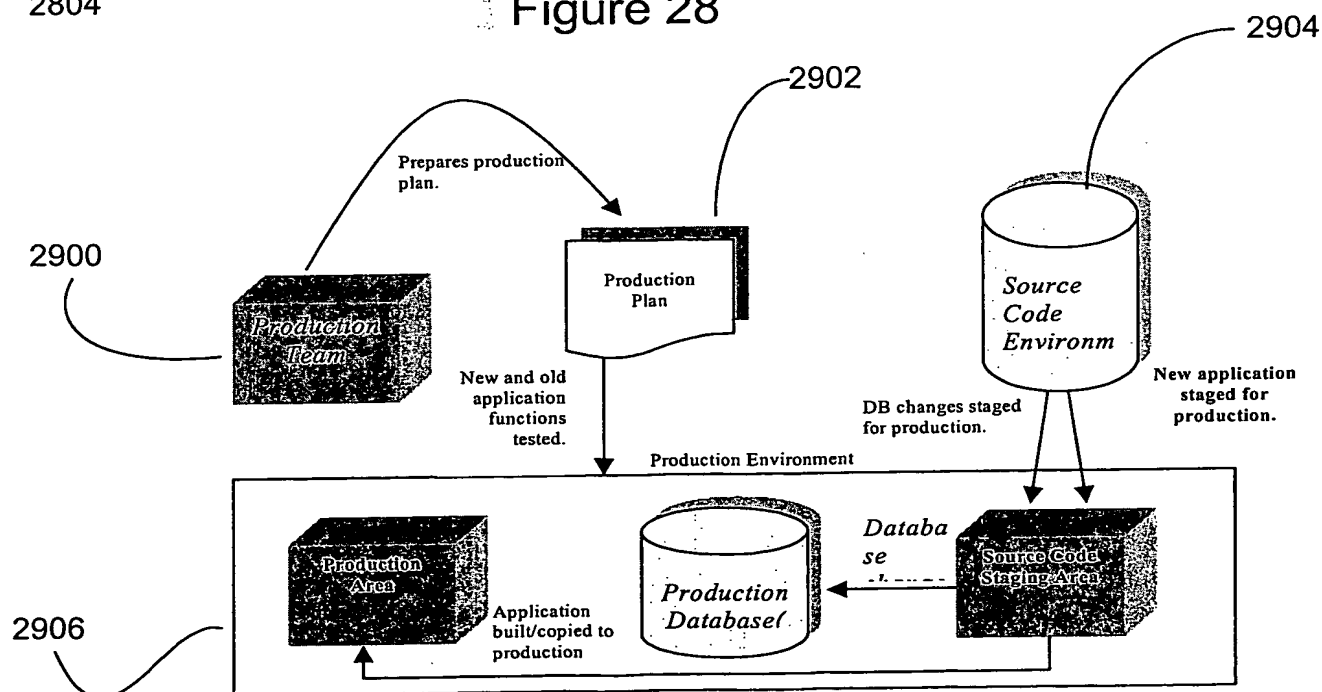 2804
Figure 28
2904
2902
Prepares production
plan.
2900
Production
Plan
Source
Code
Environm
Production
Team
New and old
application
functions
tested.
DB changes staged
for production.
New application
staged for
production.
Production Environment
Databa
se
Production
Area
Production
Database(
Source Code
Staging Area
Application
built/copied to
production
2906